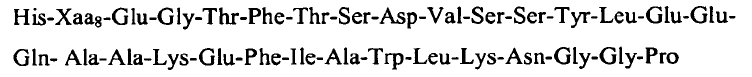 His-Xaa₈-Glu-Gly-Thr-Phe-Thr-Ser-Asp-Val-Ser-Ser-Tyr-Leu-Glu-Glu-
Gln- Ala-Ala-Lys-Glu-Phe-Ile-Ala-Trp-Leu-Lys-Asn-Gly-Gly-Pro